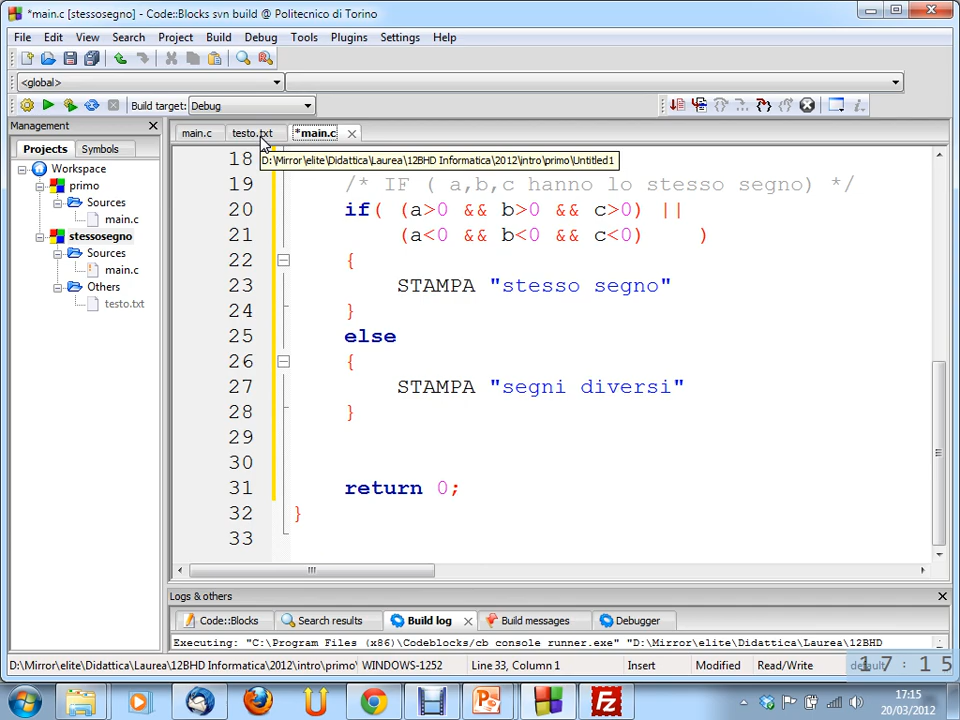 *main.c [stessosegno] - Code::Blocks svn build @ Politecnico di Torino
File Edit View Search Project Build Debug Tools Plugins Settings Help
<global>
Build target: Debug
Management
Projects Symbols
Workspace
primo
Sources
main.c
stessosegno
Sources
main.c
Others
testo.txt
main.c testo.txt *main.c
D:\Mirror\elite\Didattica\Laurea\12BHD Informatica\2012\intro\primo\Untitled1
18
19 /* IF ( a,b,c hanno lo stesso segno) */
20 if( (a>0 && b>0 && c>0) ||
21 (a<0 && b<0 && c<0) )
22 {
23 STAMPA "stesso segno"
24 }
25 else
26 {
27 STAMPA "segni diversi"
28 }
29
30
31 return 0;
32 }
33
Logs & others
Code::Blocks Search results Build log Build messages Debugger
Executing: "C:\Program Files (x86)\Codeblocks/cb_console_runner.exe" "D:\Mirror\elite\Didattica\Laurea\12BHD
D:\Mirror\elite\Didattica\Laurea\12BHD Informatica\2012\intro\primo\ WINDOWS-1252 Line 33, Column 1 Insert Modified Read/Write default
17:15
17:15
20/03/2012